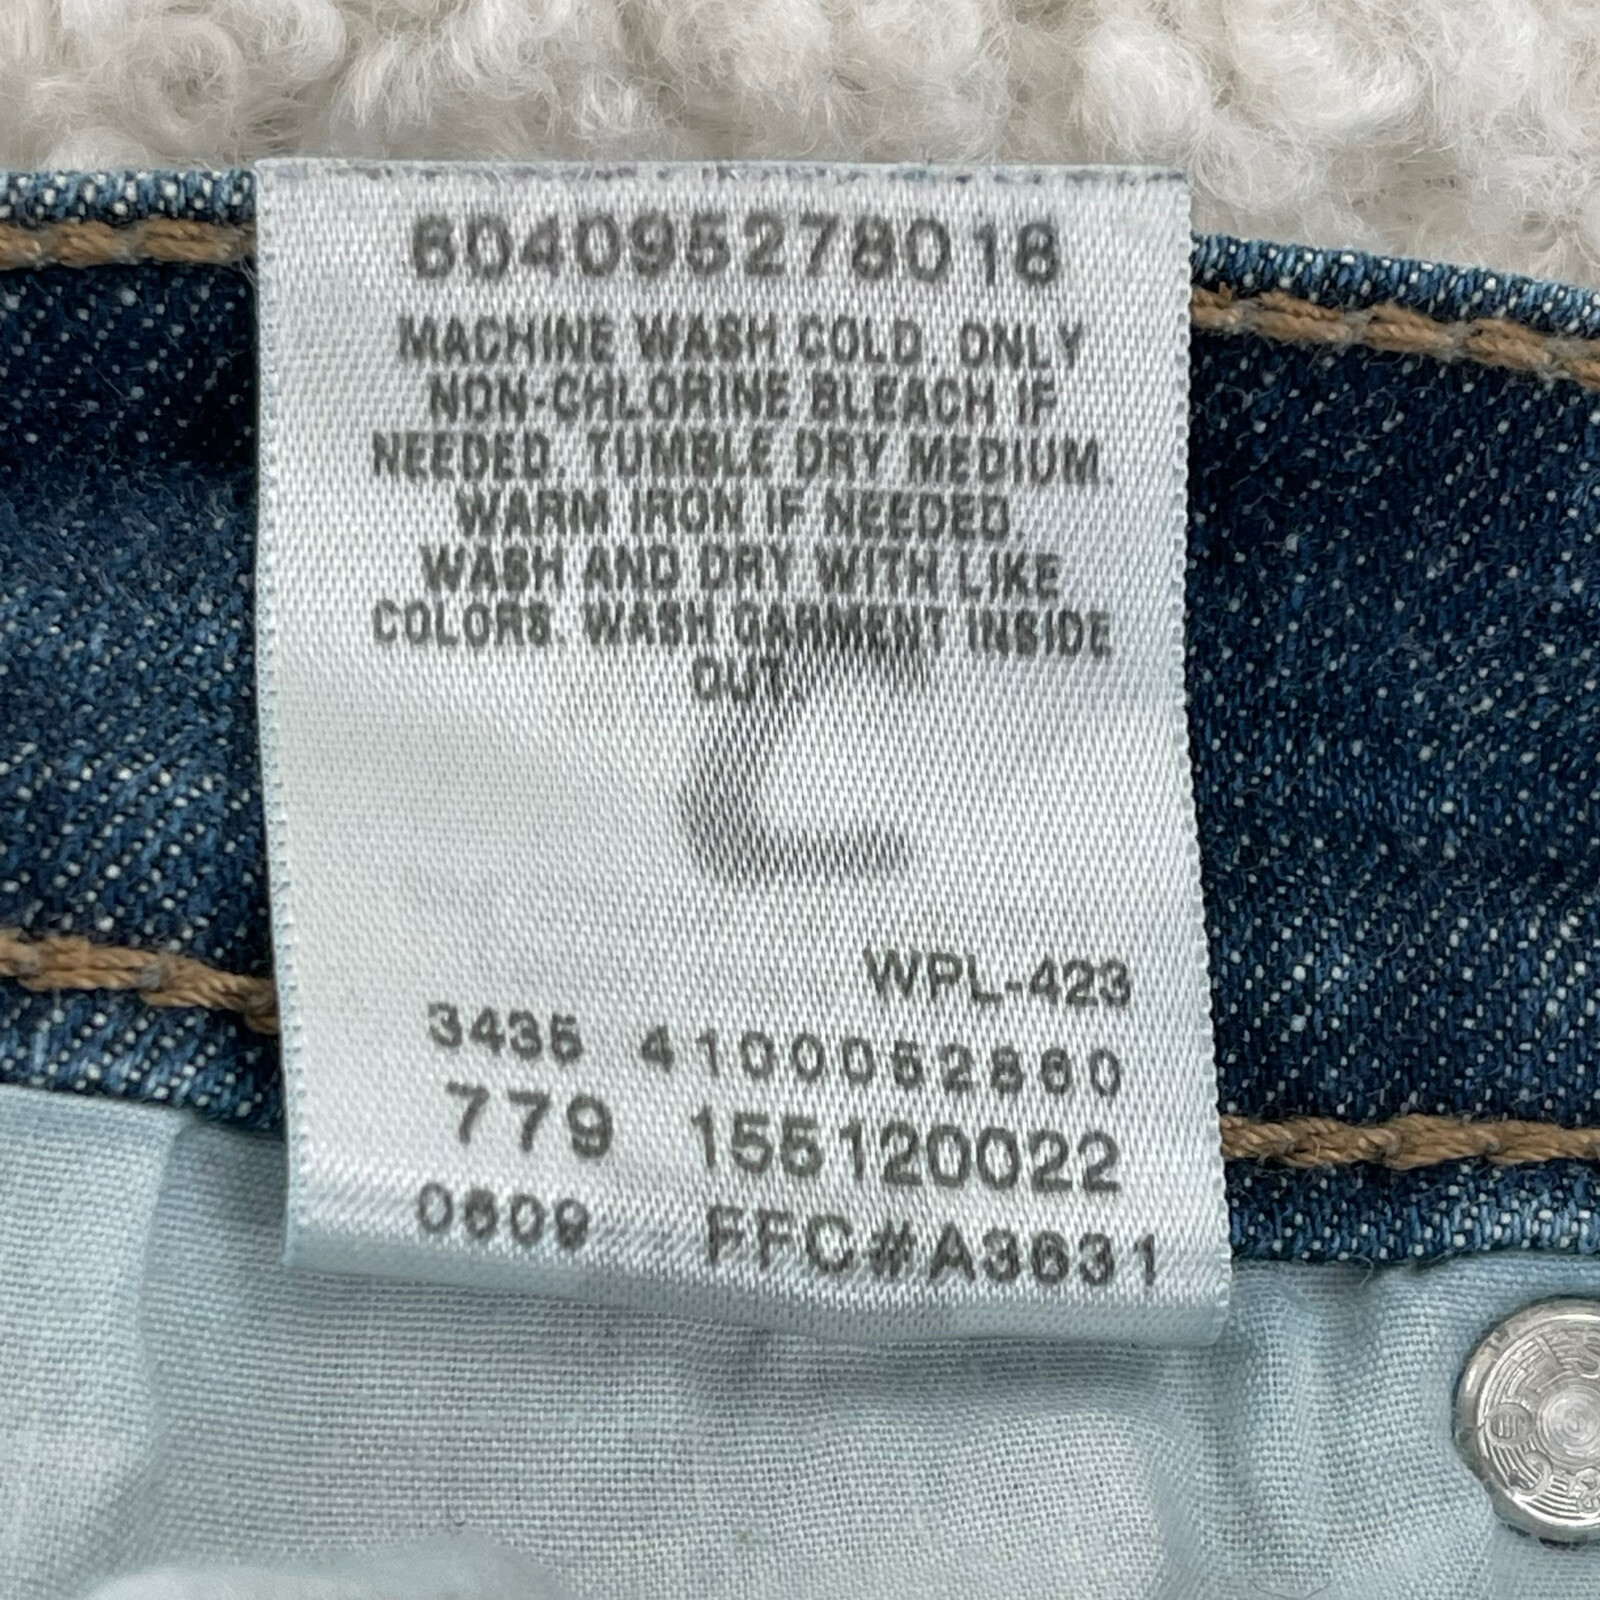 604095278018
MACHINE WASH COLD. ONLY
NON-CHLORINE BLEACH IF
NEEDED. TUMBLE DRY MEDIUM.
WARM IRON IF NEEDED
WASH AND DRY WITH LIKE
COLORS. WASH GARMENT INSIDE
OUT.
C
WPL-423
3435 4100052860
779 155120022
0609 FFC#A3631